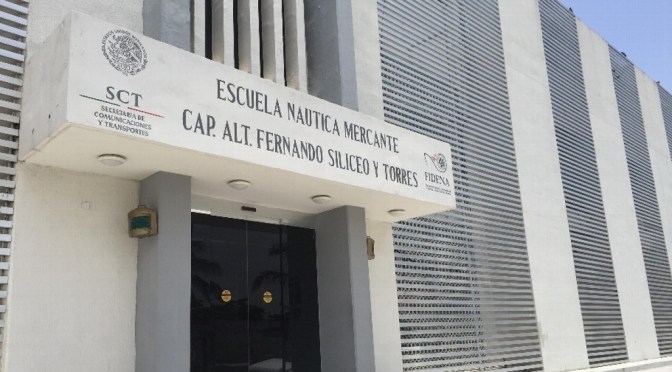 SCT
SECRETARÍA DE
COMUNICACIONES
Y TRANSPORTES
ESCUELA NAUTICA MERCANTE
CAP. ALT. FERNANDO SILICEO Y TORRES
FIDENA